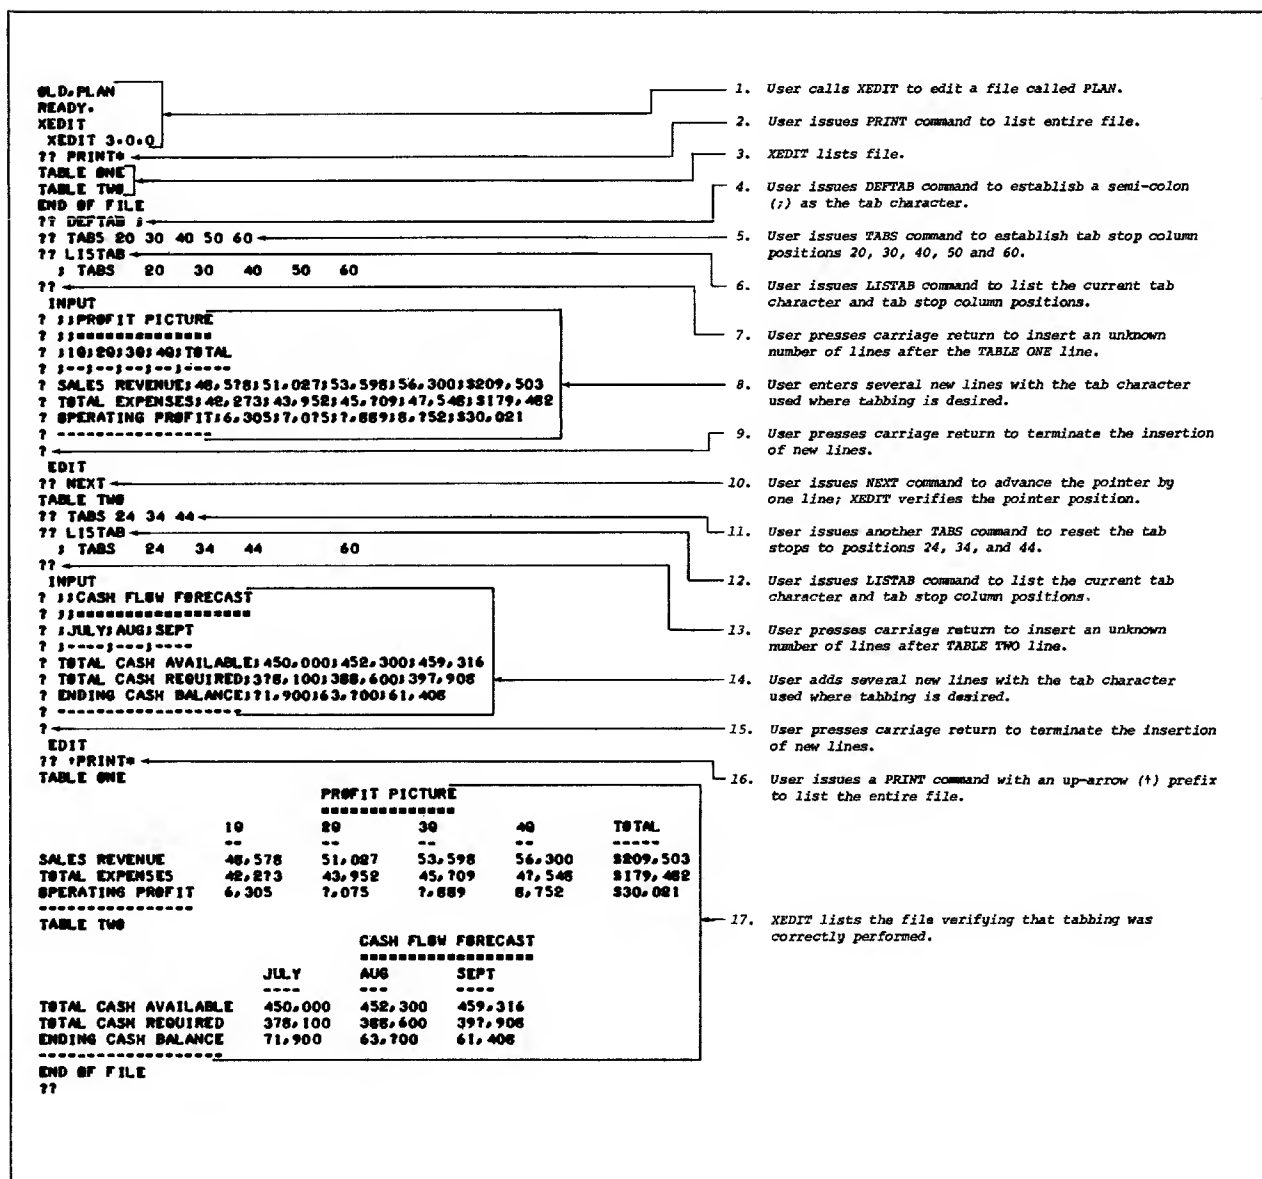 OLD,PLAN
READY.
XEDIT
XEDIT 3.0.0
?? PRINT*
TABLE ONE
TABLE TWO
END OF FILE
?? DEFTAB ;
?? TABS 20 30 40 50 60
?? LISTAB
; TABS 20 30 40 50 60
??
INPUT
? ;;PROFIT PICTURE
? ;;==============
? ;1Q;2Q;3Q;4Q;TOTAL
? ;--;--;--;--;-----
? SALES REVENUE;48,578;51,027;53,598;56,300;$209,503
? TOTAL EXPENSES;42,273;43,952;45,709;47,548;$179,482
? OPERATING PROFIT;6,305;7,075;7,889;8,752;$30,021
? ----------------
?
EDIT
?? NEXT
TABLE TWO
?? TABS 24 34 44
?? LISTAB
; TABS 24 34 44 60
??
INPUT
? ;;CASH FLOW FORECAST
? ;;==================
? ;JULY;AUG;SEPT
? ;----;---;----
? TOTAL CASH AVAILABLE;450,000;452,300;459,316
? TOTAL CASH REQUIRED;378,100;388,600;397,908
? ENDING CASH BALANCE;71,900;63,700;61,408
? -------------------
?
EDIT
?? ↑PRINT*
TABLE ONE
PROFIT PICTURE
==============
1Q 2Q 3Q 4Q TOTAL
-- -- -- -- -----
SALES REVENUE 48,578 51,027 53,598 56,300 $209,503
TOTAL EXPENSES 42,273 43,952 45,709 47,548 $179,482
OPERATING PROFIT 6,305 7,075 7,889 8,752 $30,021
----------------
TABLE TWO
CASH FLOW FORECAST
==================
JULY AUG SEPT
---- --- ----
TOTAL CASH AVAILABLE 450,000 452,300 459,316
TOTAL CASH REQUIRED 378,100 388,600 397,908
ENDING CASH BALANCE 71,900 63,700 61,408
-------------------
END OF FILE
??
1. User calls XEDIT to edit a file called PLAN.
2. User issues PRINT command to list entire file.
3. XEDIT lists file.
4. User issues DEFTAB command to establish a semi-colon
(;) as the tab character.
5. User issues TABS command to establish tab stop column
positions 20, 30, 40, 50 and 60.
6. User issues LISTAB command to list the current tab
character and tab stop column positions.
7. User presses carriage return to insert an unknown
number of lines after the TABLE ONE line.
8. User enters several new lines with the tab character
used where tabbing is desired.
9. User presses carriage return to terminate the insertion
of new lines.
10. User issues NEXT command to advance the pointer by
one line; XEDIT verifies the pointer position.
11. User issues another TABS command to reset the tab
stops to positions 24, 34, and 44.
12. User issues LISTAB command to list the current tab
character and tab stop column positions.
13. User presses carriage return to insert an unknown
number of lines after TABLE TWO line.
14. User adds several new lines with the tab character
used where tabbing is desired.
15. User presses carriage return to terminate the insertion
of new lines.
16. User issues a PRINT command with an up-arrow (↑) prefix
to list the entire file.
17. XEDIT lists the file verifying that tabbing was
correctly performed.